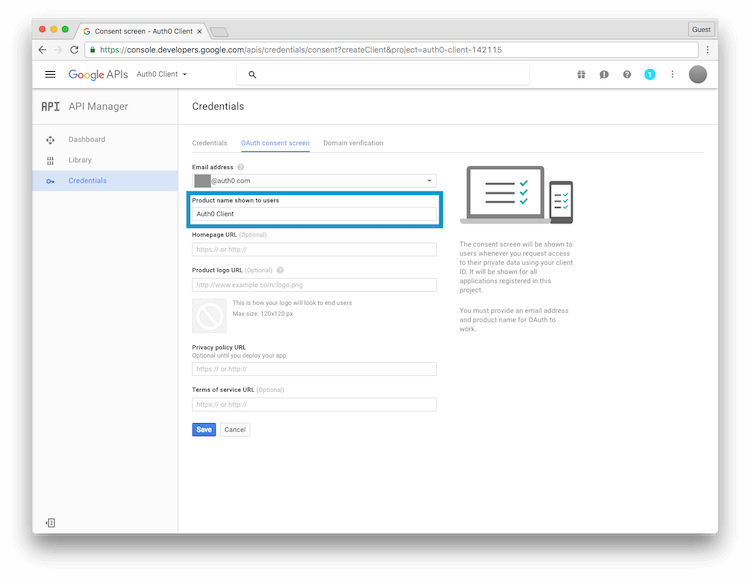 Consent screen - Auth0 Client
Guest
https://console.developers.google.com/apis/credentials/consent?createClient&project=auth0-client-142115
Google APIs
Auth0 Client
1
API
API Manager
Credentials
Dashboard
Library
Credentials
Credentials
OAuth consent screen
Domain verification
Email address
@auth0.com
Product name shown to users
Auth0 Client
Homepage URL (Optional)
https:// or http://
Product logo URL (Optional)
http://www.example.com/logo.png
This is how your logo will look to end users
Max size: 120x120 px
Privacy policy URL
Optional until you deploy your app
https:// or http://
Terms of service URL (Optional)
https:// or http://
Save
Cancel
The consent screen will be shown to
users whenever you request access
to their private data using your client
ID. It will be shown for all
applications registered in this
project.
You must provide an email address
and product name for OAuth to
work.